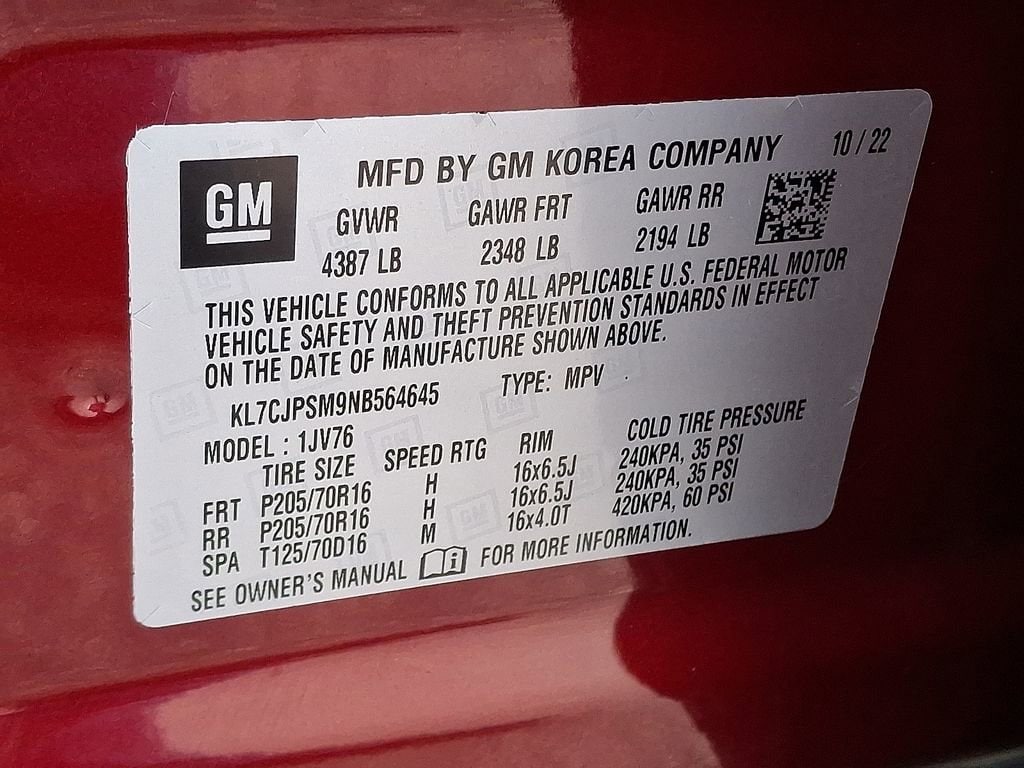 GM
MFD BY GM KOREA COMPANY 10 / 22
GVWR GAWR FRT GAWR RR
4387 LB 2348 LB 2194 LB
THIS VEHICLE CONFORMS TO ALL APPLICABLE U.S. FEDERAL MOTOR
VEHICLE SAFETY AND THEFT PREVENTION STANDARDS IN EFFECT
ON THE DATE OF MANUFACTURE SHOWN ABOVE.
KL7CJPSM9NB564645 TYPE: MPV
MODEL : 1JV76
TIRE SIZE SPEED RTG RIM COLD TIRE PRESSURE
FRT P205/70R16 H 16x6.5J 240KPA, 35 PSI
RR P205/70R16 H 16x6.5J 240KPA, 35 PSI
SPA T125/70D16 M 16x4.0T 420KPA, 60 PSI
SEE OWNER'S MANUAL i FOR MORE INFORMATION.